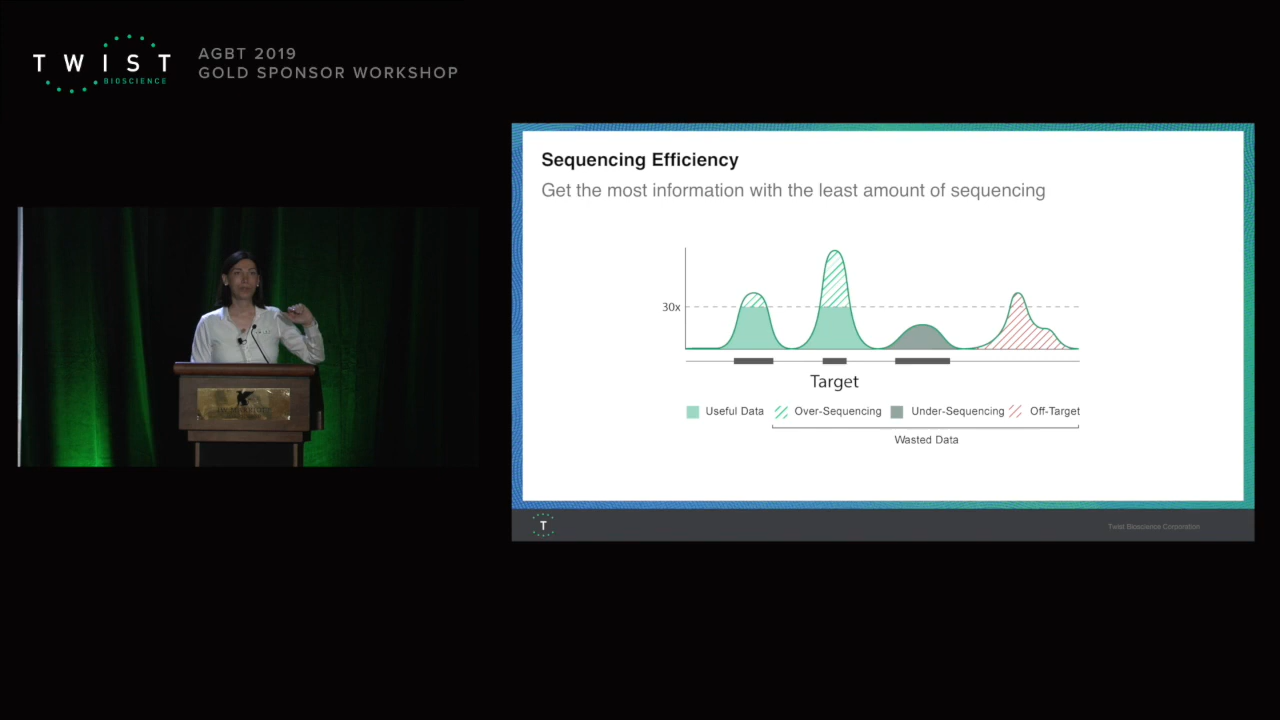 TWIST
BIOSCIENCE
AGBT 2019
GOLD SPONSOR WORKSHOP
Sequencing Efficiency
Get the most information with the least amount of sequencing
30x
Target
Useful Data
Over-Sequencing
Under-Sequencing
Off-Target
Wasted Data
T
Twist Bioscience Corporation